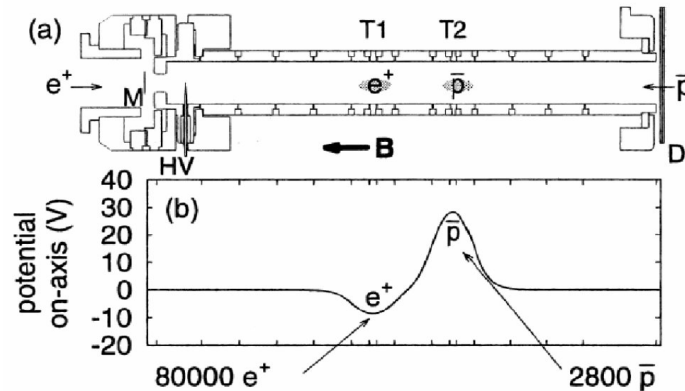 (a)
T1 T2
e⁺ M e⁺ p̄ p̄
HV B D
(b)
potential
on-axis (V)
40
30
20
10
0
-10
-20
p̄
e⁺
80000 e⁺ 2800 p̄